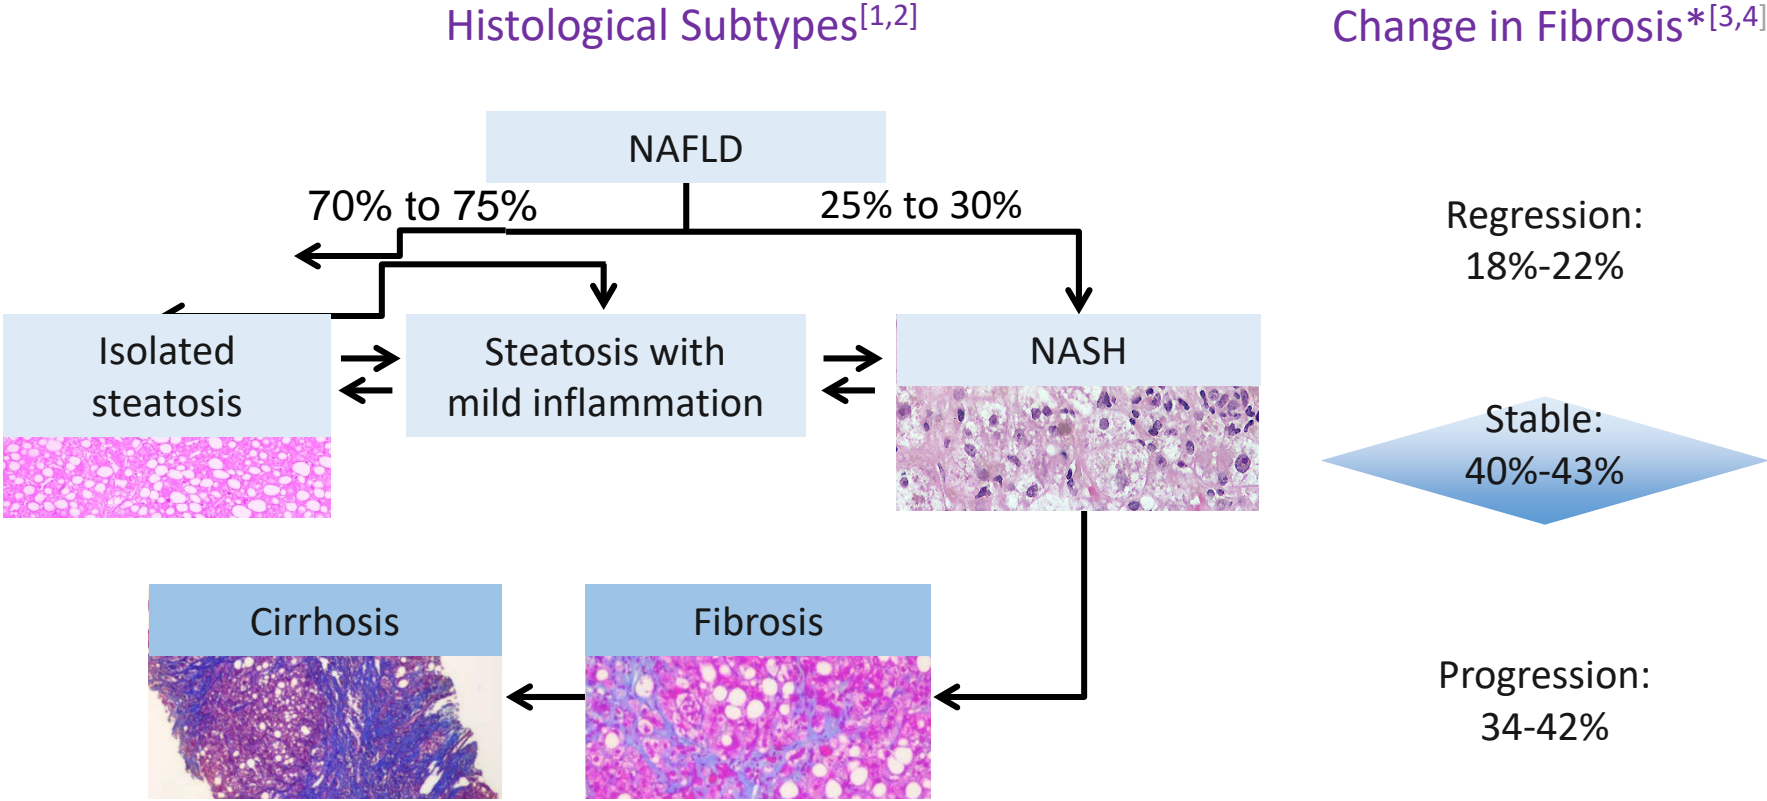 Histological Subtypes[1,2]
Change in Fibrosis*[3,4]
NAFLD
70% to 75%
25% to 30%
Regression:
18%-22%
Isolated
steatosis
Steatosis with
mild inflammation
NASH
Stable:
40%-43%
Cirrhosis
Fibrosis
Progression:
34-42%